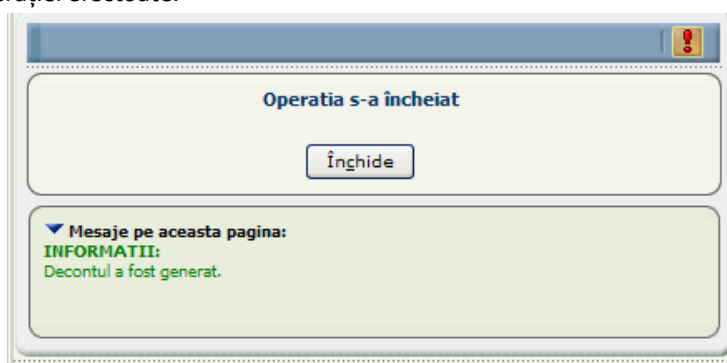 Operatia s-a încheiat
Închide
Mesaje pe aceasta pagina:
INFORMATII:
Decontul a fost generat.